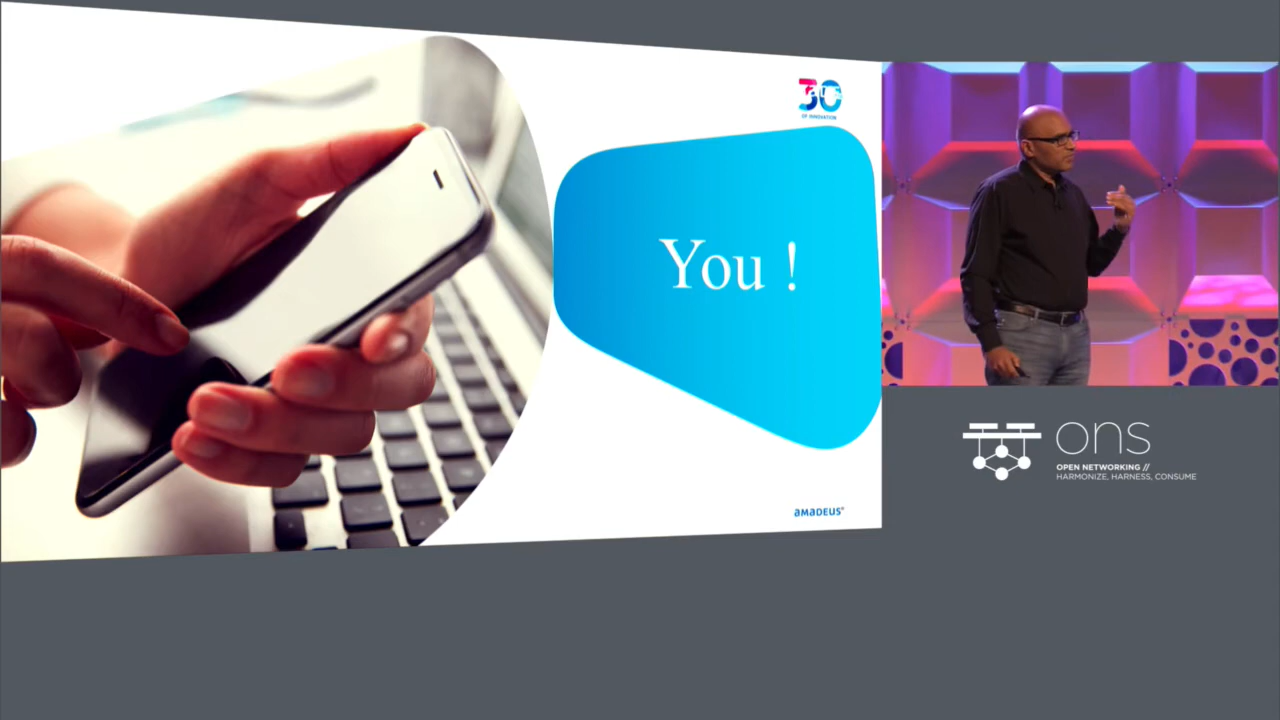 30
OF INNOVATION
You !
amadeus
ons
OPEN NETWORKING //
HARMONIZE, HARNESS, CONSUME